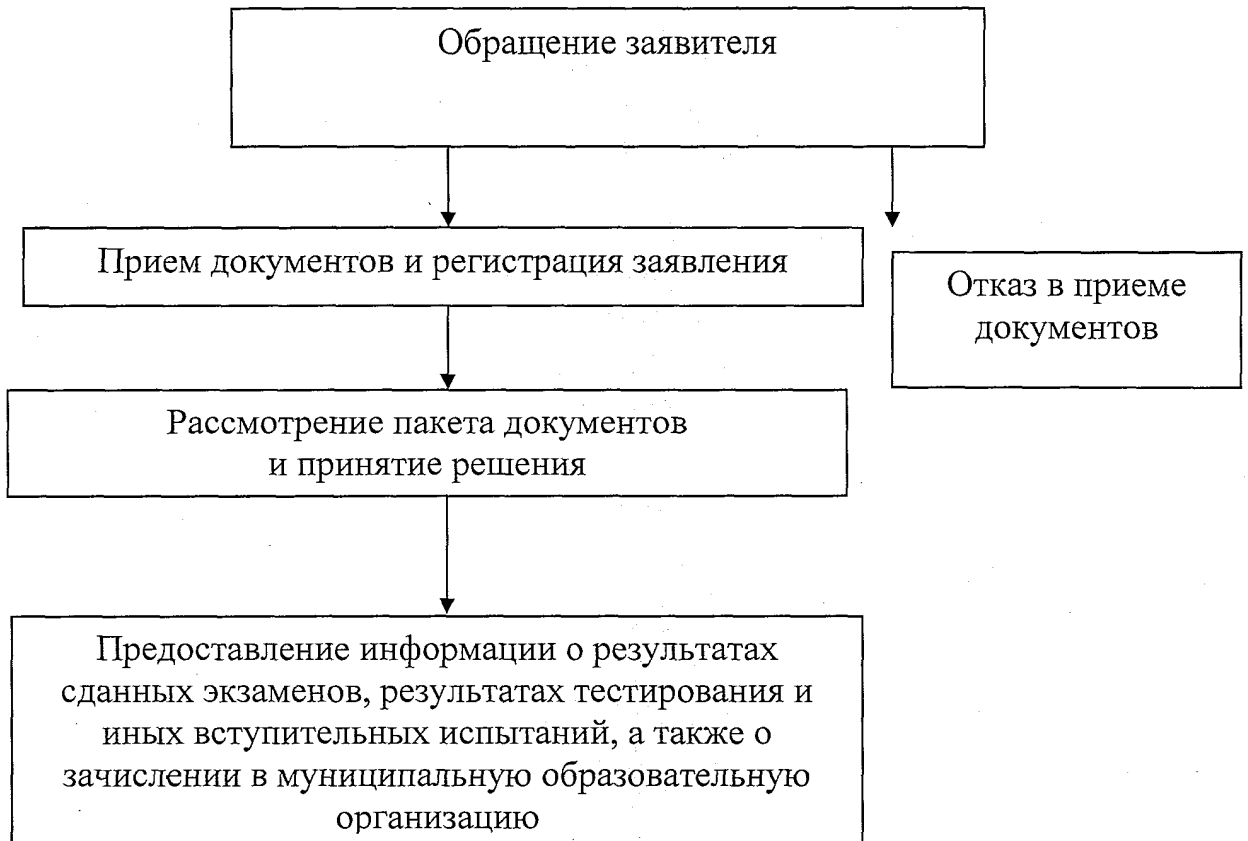 Обращение заявителя
Прием документов и регистрация заявления
Отказ в приеме
документов
Рассмотрение пакета документов
и принятие решения
Предоставление информации о результатах
сданных экзаменов, результатах тестирования и
иных вступительных испытаний, а также о
зачислении в муниципальную образовательную
организацию